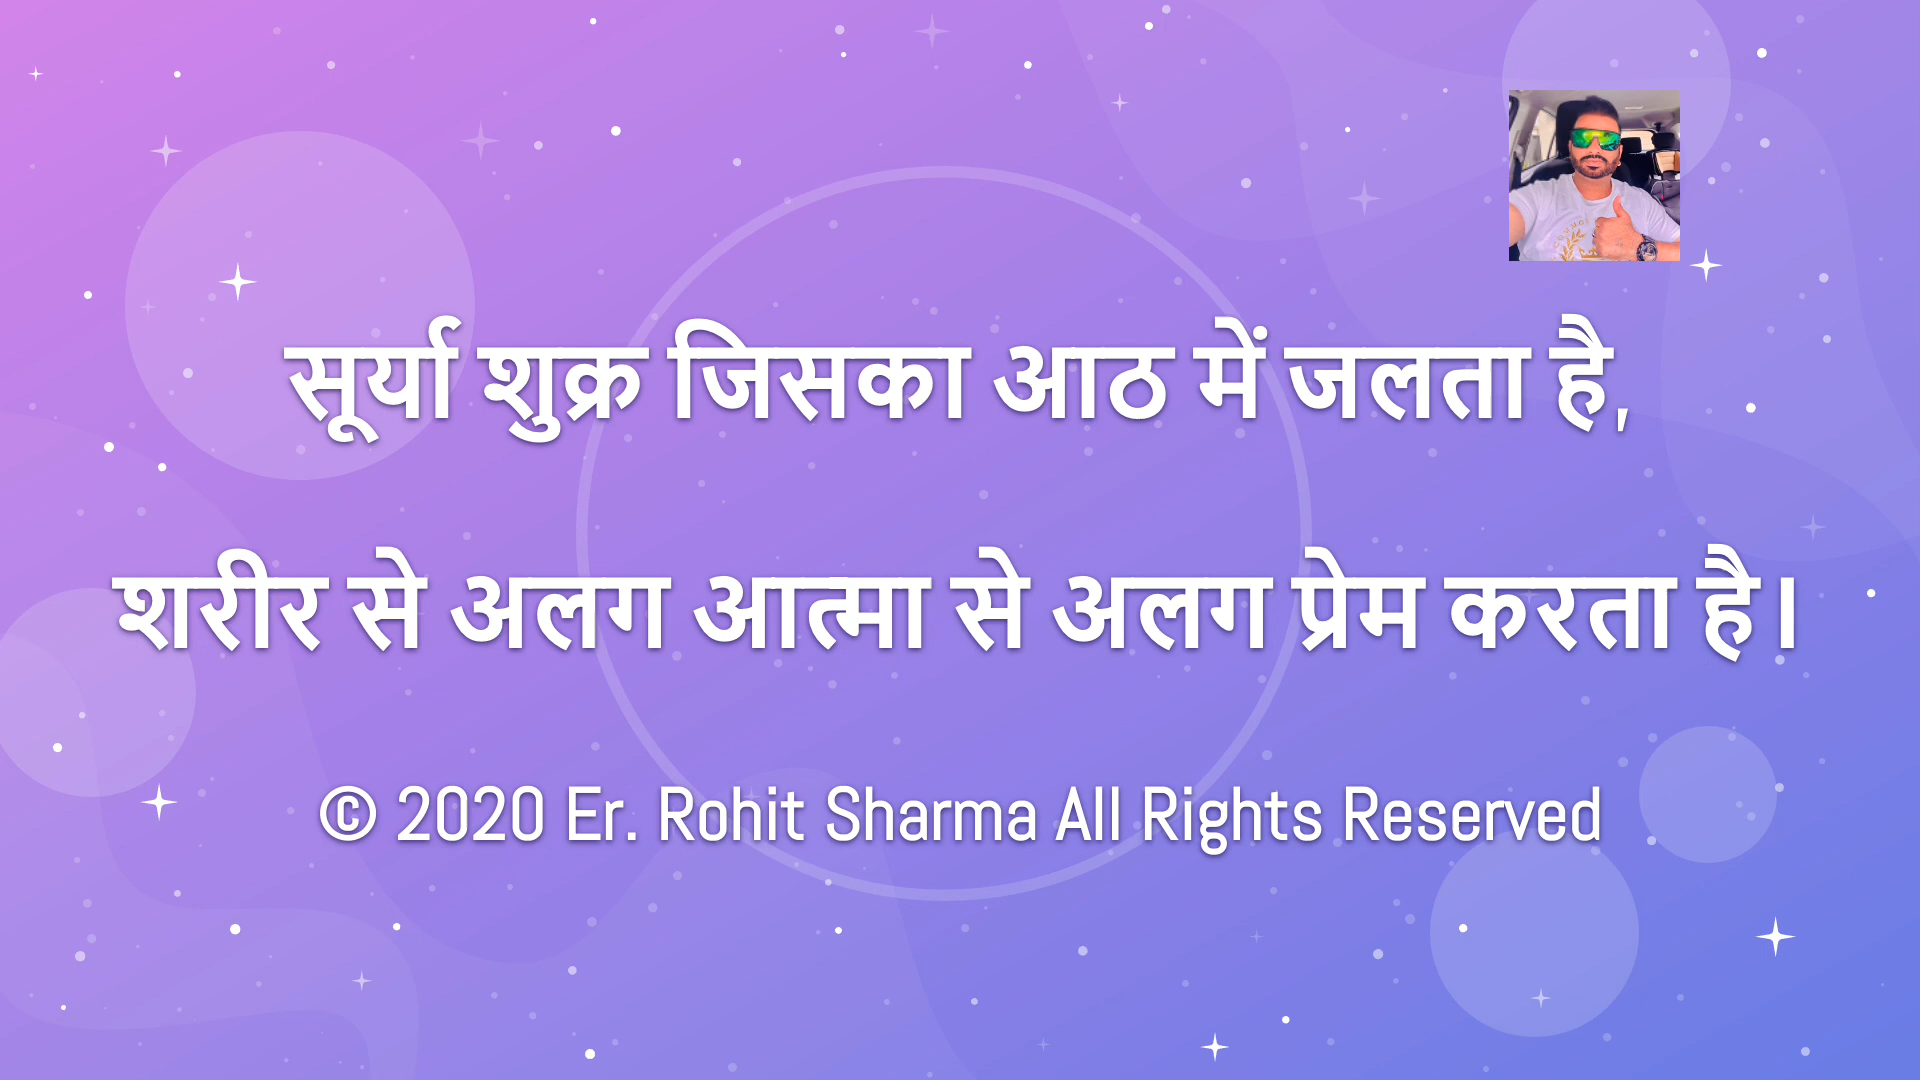 सूर्या शुक्र जिसका आठ में जलता है,
शरीर से अलग आत्मा से अलग प्रेम करता है।
© 2020 Er. Rohit Sharma All Rights Reserved